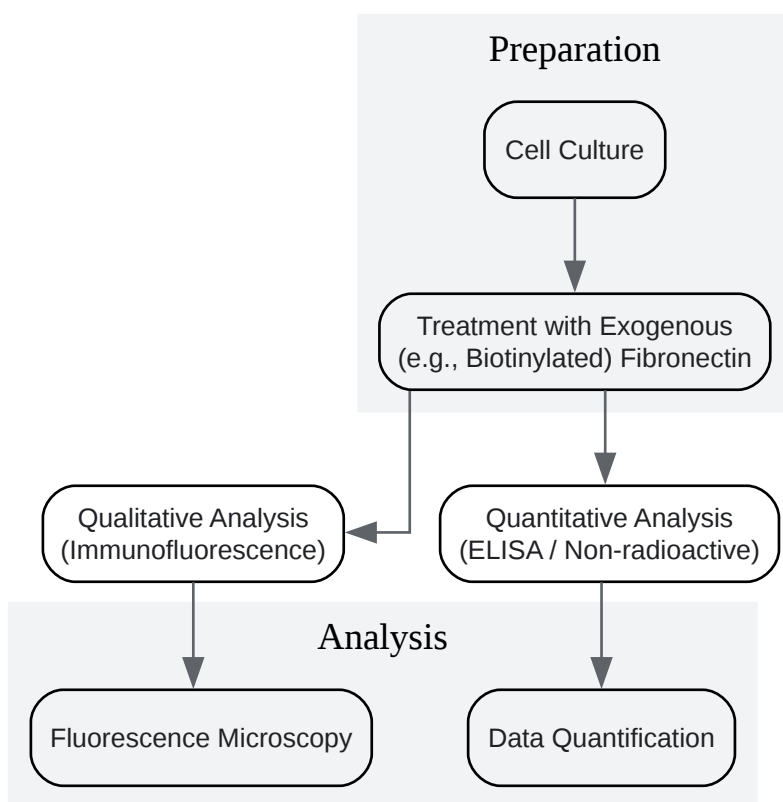 Preparation
Cell Culture
Treatment with Exogenous
(e.g., Biotinylated) Fibronectin
Qualitative Analysis
(Immunofluorescence)
Quantitative Analysis
(ELISA / Non-radioactive)
Analysis
Fluorescence Microscopy
Data Quantification